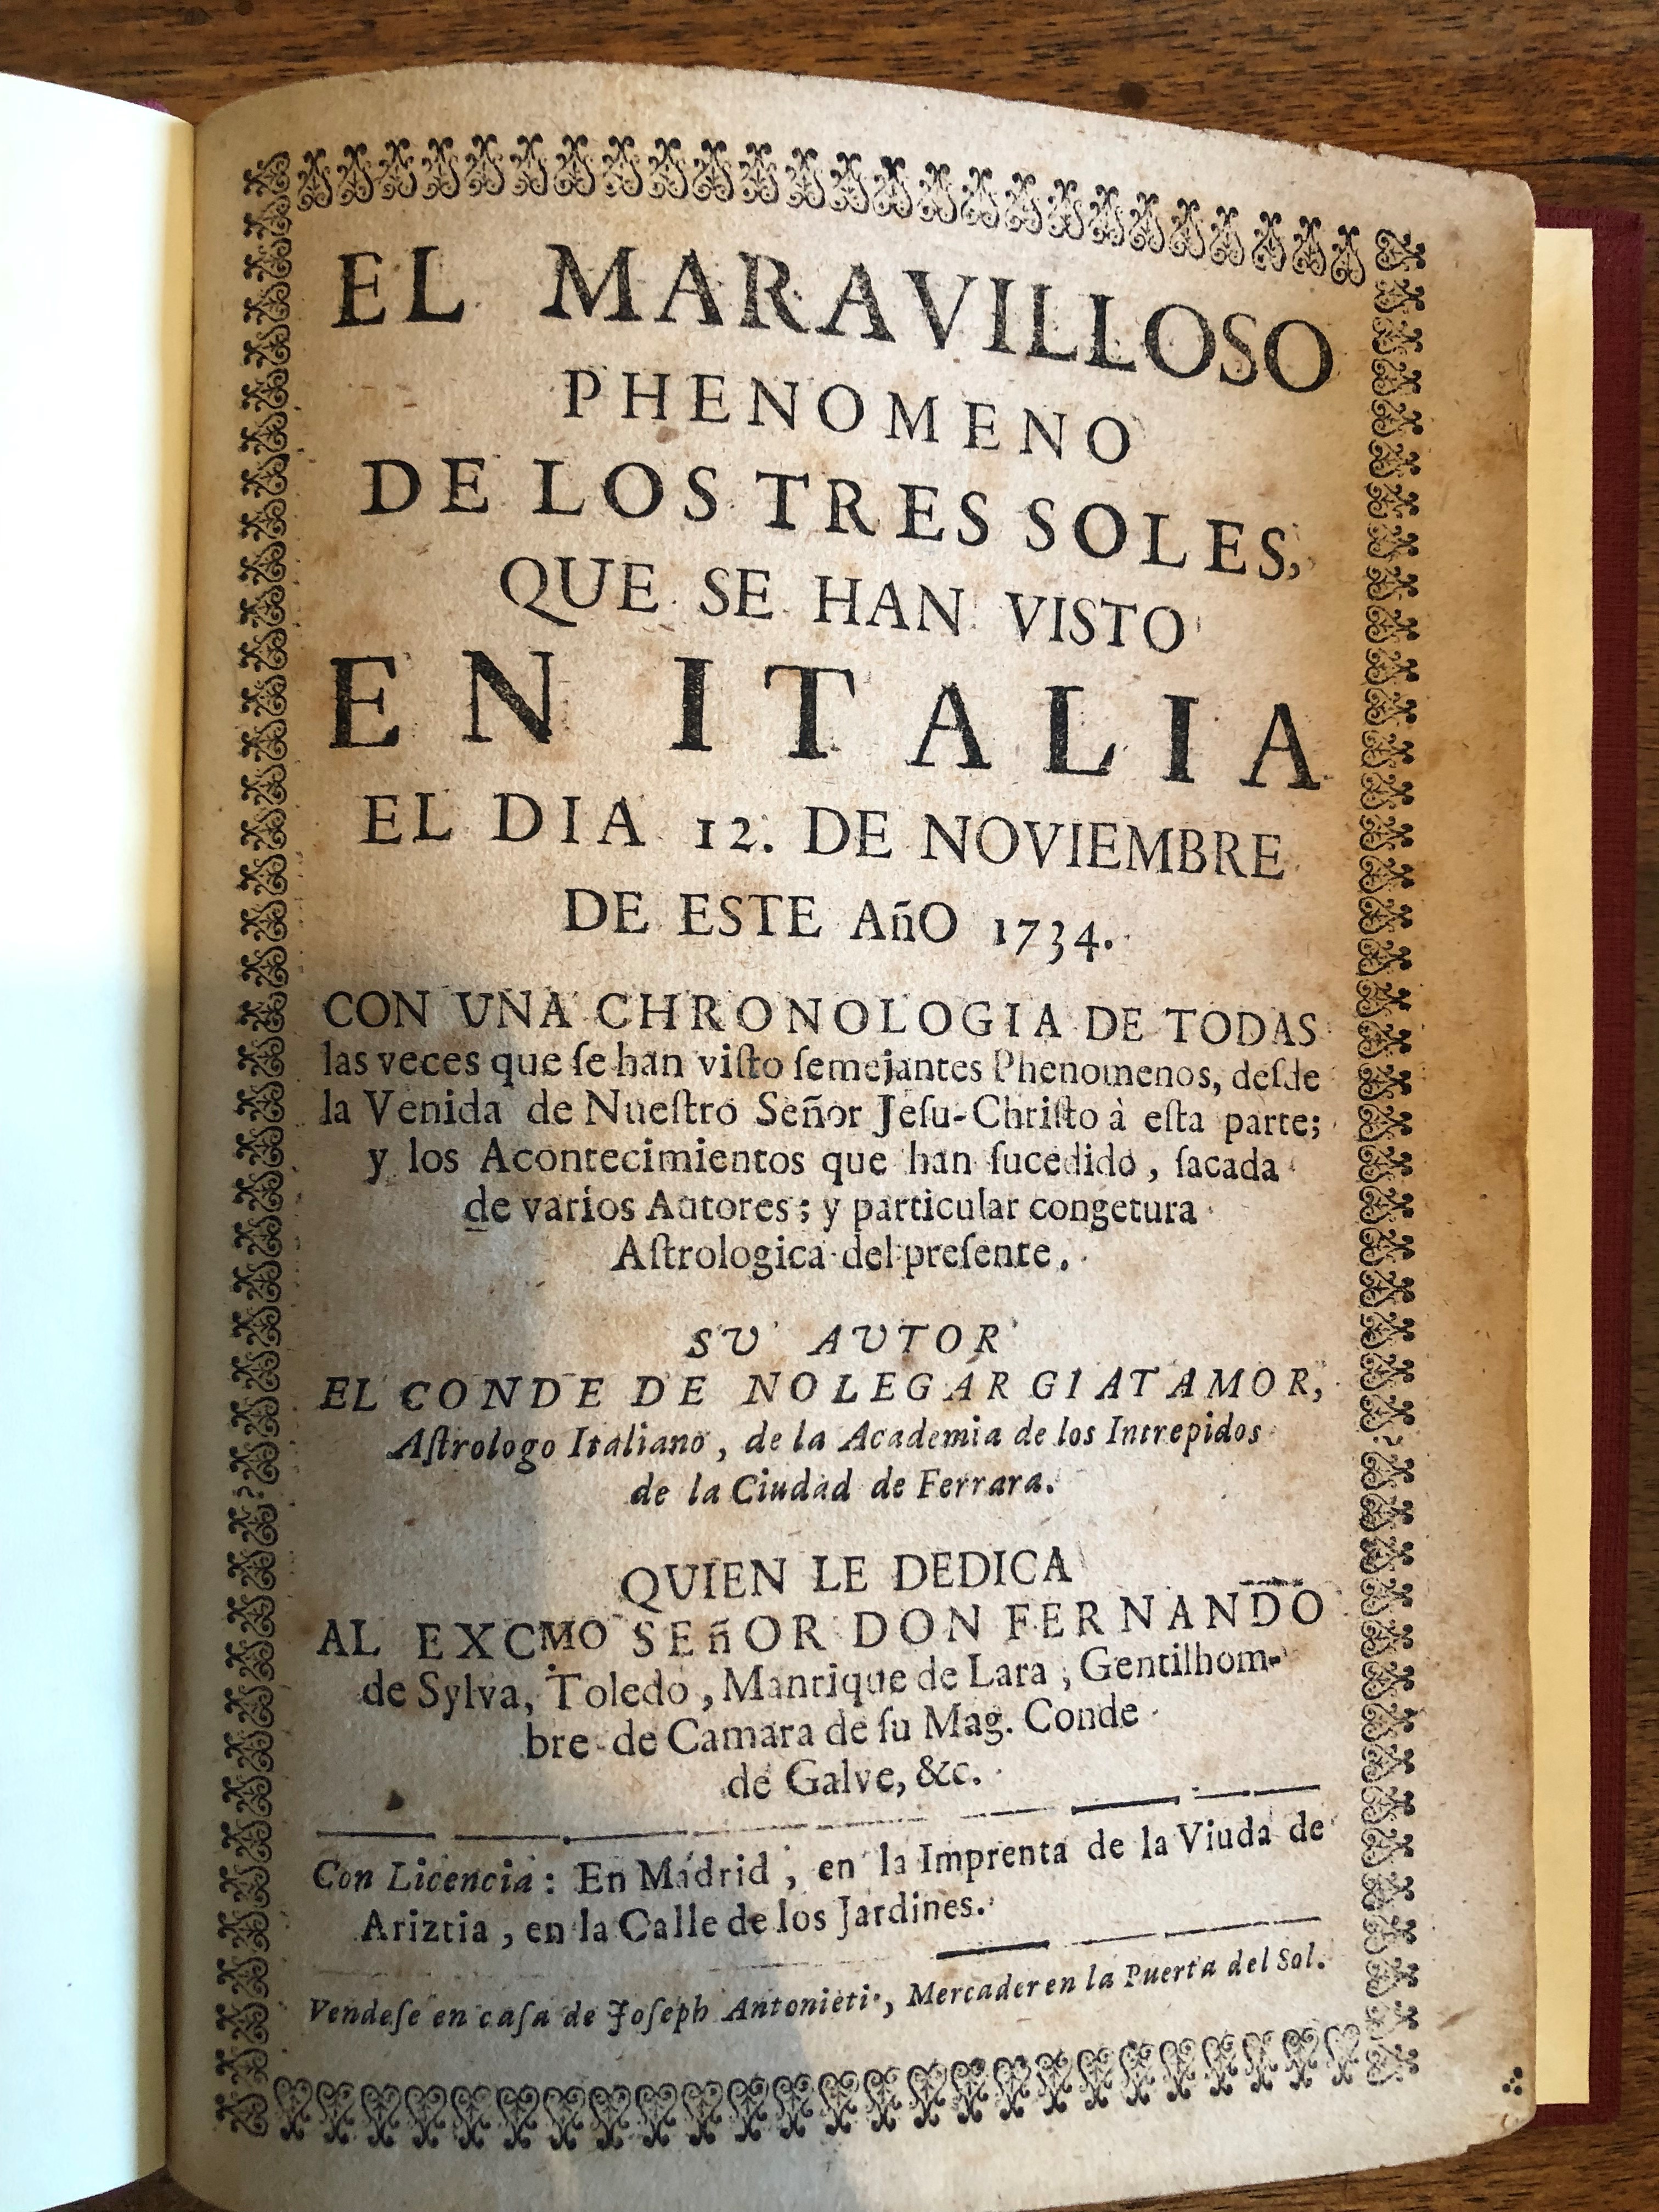 EL MARAVILLOSO
PHENOMENO
DE LOS TRES SOLES,
QUE SE HAN VISTO
EN ITALIA
EL DIA 12. DE NOVIEMBRE
DE ESTE AñO 1734.
CON UNA CHRONOLOGIA DE TODAS
las veces que ſe han viſto ſemejantes Phenomenos, deſde
la Venida de Nueſtro Señor Jeſu-Chriſto à eſta parte;
y los Acontecimientos que han ſucedido, ſacada
de varios Autores; y particular congetura
Aſtrologica del preſente.
SU AUTOR
EL CONDE DE NOLEGAR GIATAMOR,
Aſtrologo Italiano, de la Academia de los Intrepidos
de la Ciudad de Ferrara.
QUIEN LE DEDICA
AL EXCMO SEñOR DON FERNANDO
de Sylva, Toledo, Manrique de Lara, Gentilhom-
bre de Camara de ſu Mag. Conde
de Galve, &c.
Con Licencia: En Madrid, en la Imprenta de la Viuda de
Ariztia, en la Calle de los Jardines.
Vendeſe en caſa de Joſeph Antonieti, Mercader en la Puerta del Sol.